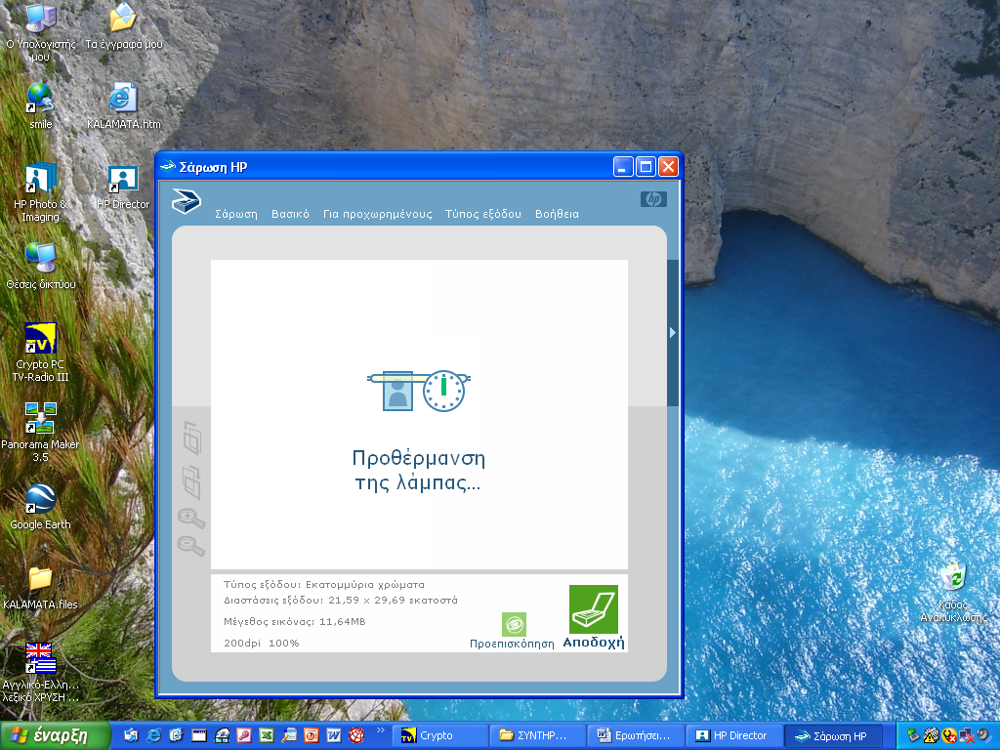 Ο Υπολογιστής
μου
Τα έγγραφά μου
smile
KALAMATA.htm
HP Photo &
Imaging
HP Director
Θέσεις δικτύου
Crypto PC
TV-Radio III
Panorama Maker
3.5
Google Earth
KALAMATA.files
Αγγλικό-Ελλη...
λεξικό ΧΡΥΣΗ ...
Σάρωση HP
Σάρωση Βασικό Για προχωρημένους Τύπος εξόδου Βοήθεια
hp
Προθέρμανση
της λάμπας...
Τύπος εξόδου: Εκατομμύρια χρώματα
Διαστάσεις εξόδου: 21,59 x 29,69 εκατοστά
Μέγεθος εικόνας: 11,64MB
200dpi 100%
Προεπισκόπηση
Αποδοχή
Κάδος
Ανακύκλωσης
έναρξη
Crypto
ΣΥΝΤΗΡ...
Ερωτήσει...
HP Director
Σάρωση HP